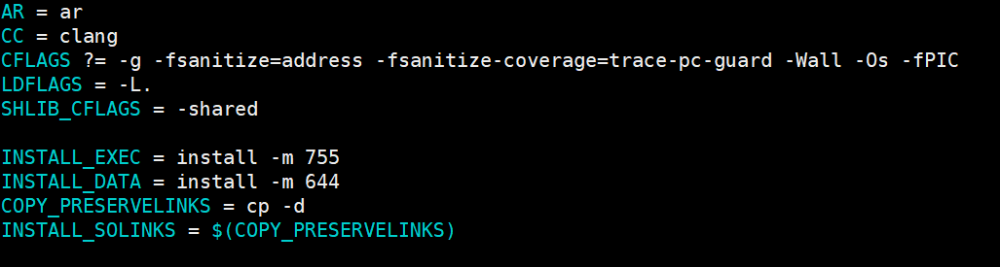 AR = ar
CC = clang
CFLAGS ?= -g -fsanitize=address -fsanitize-coverage=trace-pc-guard -Wall -Os -fPIC
LDFLAGS = -L.
SHLIB_CFLAGS = -shared
INSTALL_EXEC = install -m 755
INSTALL_DATA = install -m 644
COPY_PRESERVELINKS = cp -d
INSTALL_SOLINKS = $(COPY_PRESERVELINKS)